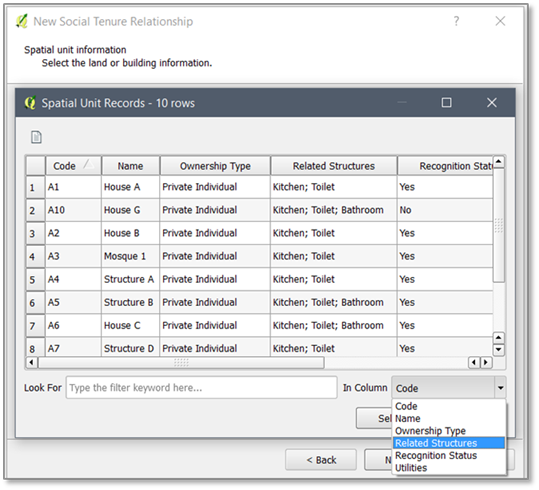 New Social Tenure Relationship
Spatial unit information
Select the land or building information.
Spatial Unit Records - 10 rows
Code Name Ownership Type Related Structures Recognition Statu
1 A1 House A Private Individual Kitchen; Toilet Yes
2 A10 House G Private Individual Kitchen; Toilet; Bathroom No
3 A2 House B Private Individual Kitchen; Toilet Yes
4 A3 Mosque 1 Private Individual Kitchen; Toilet Yes
5 A4 Structure A Private Individual Kitchen; Toilet Yes
6 A5 Structure B Private Individual Kitchen; Toilet; Bathroom Yes
7 A6 House C Private Individual Kitchen; Toilet; Bathroom Yes
8 A7 Structure D Private Individual Kitchen; Toilet Yes
Look For Type the filter keyword here... In Column Code
Code
Name
Ownership Type
Sel
Related Structures
Recognition Status
Utilities
< Back N